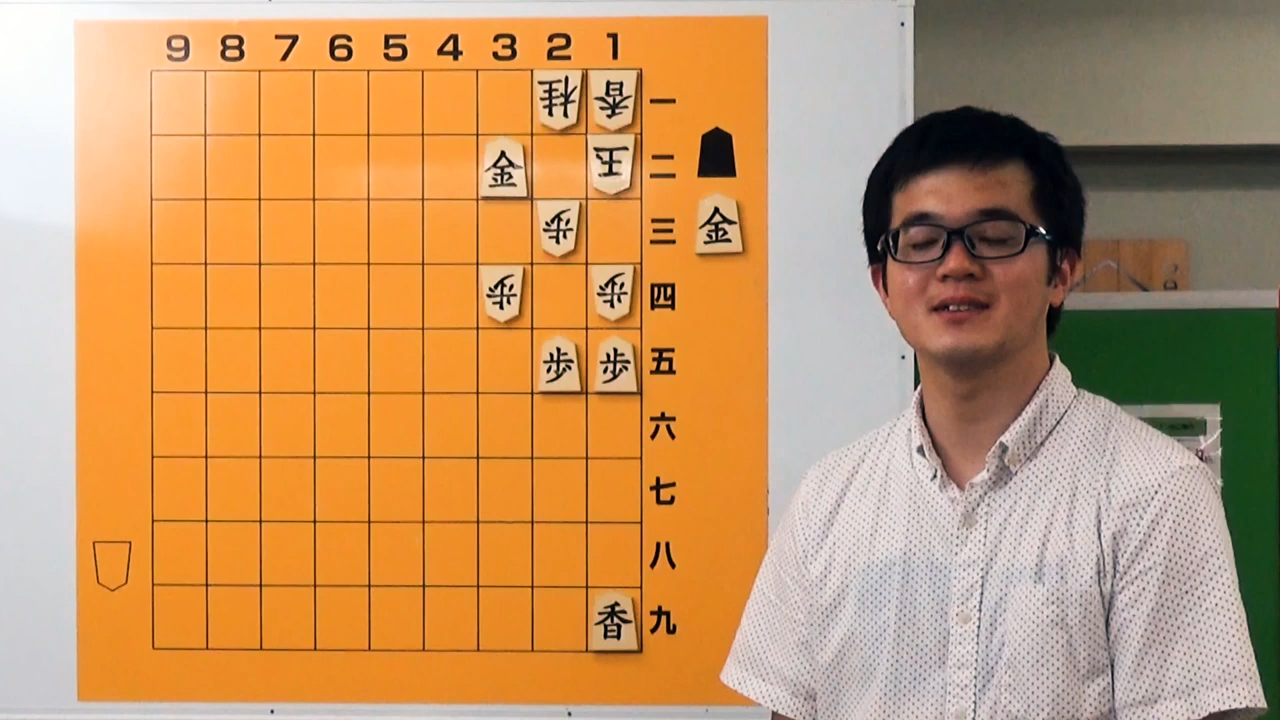 9 8 7 6 5 4 3 2 1
桂 香 一
金 玉 二
歩 三 金
歩 歩 四
歩 歩 五
六
七
八
香 九